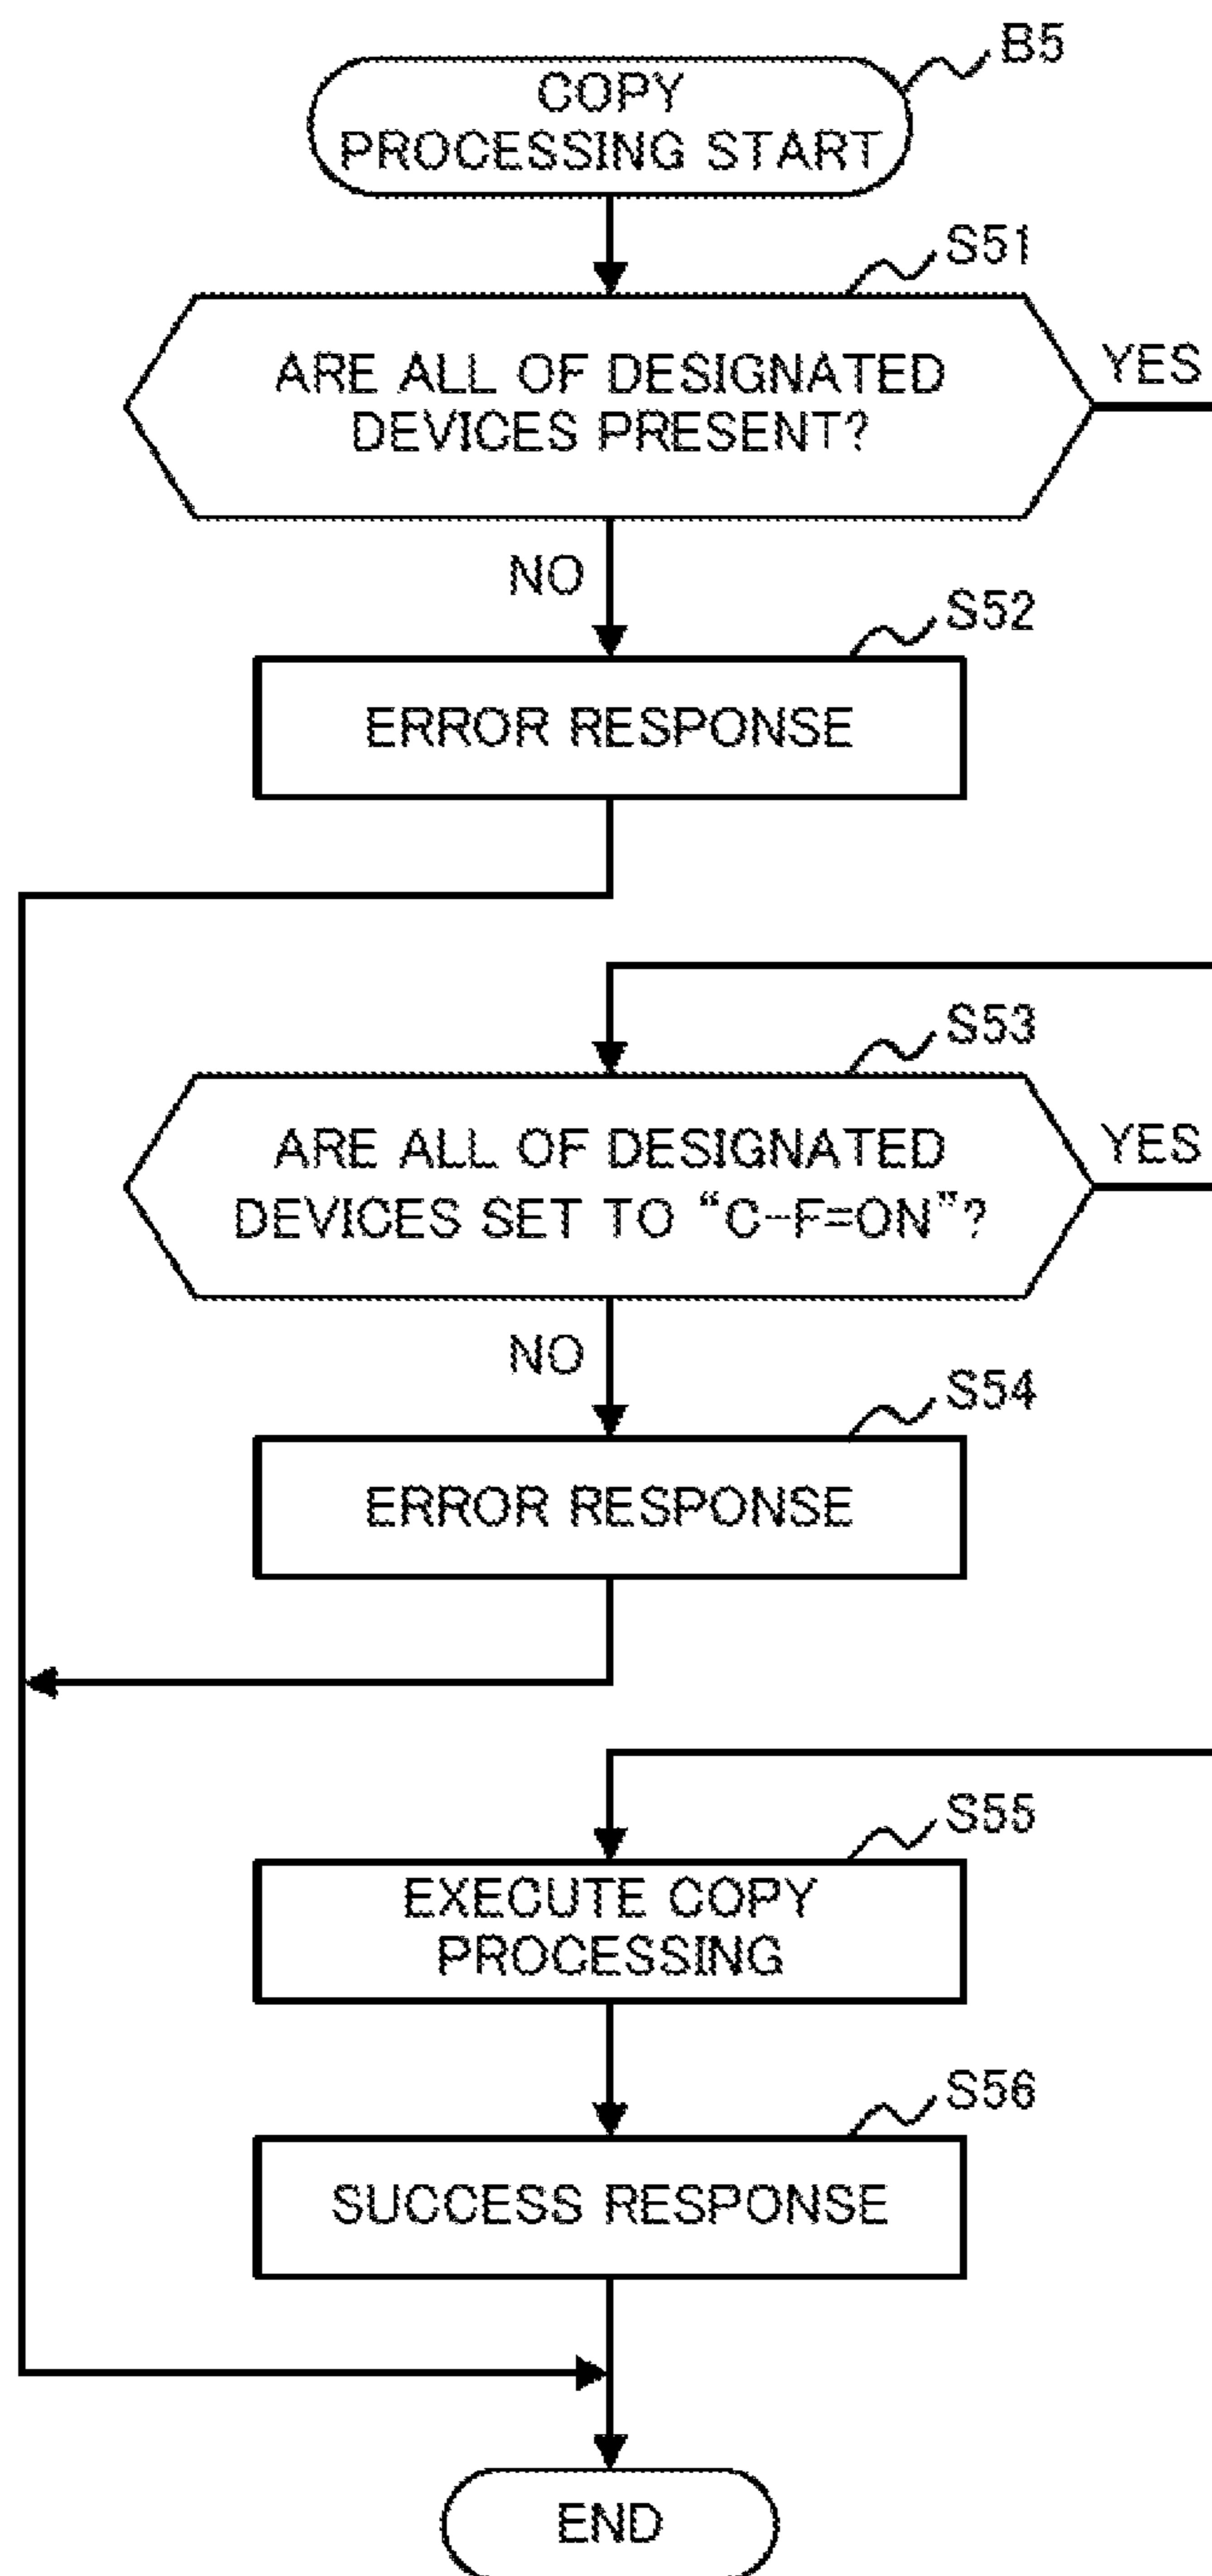 B5
COPY
PROCESSING START
S51
ARE ALL OF DESIGNATED
DEVICES PRESENT?
YES
NO
S52
ERROR RESPONSE
S53
ARE ALL OF DESIGNATED
DEVICES SET TO “C-F=ON”?
YES
NO
S54
ERROR RESPONSE
S55
EXECUTE COPY
PROCESSING
S56
SUCCESS RESPONSE
END